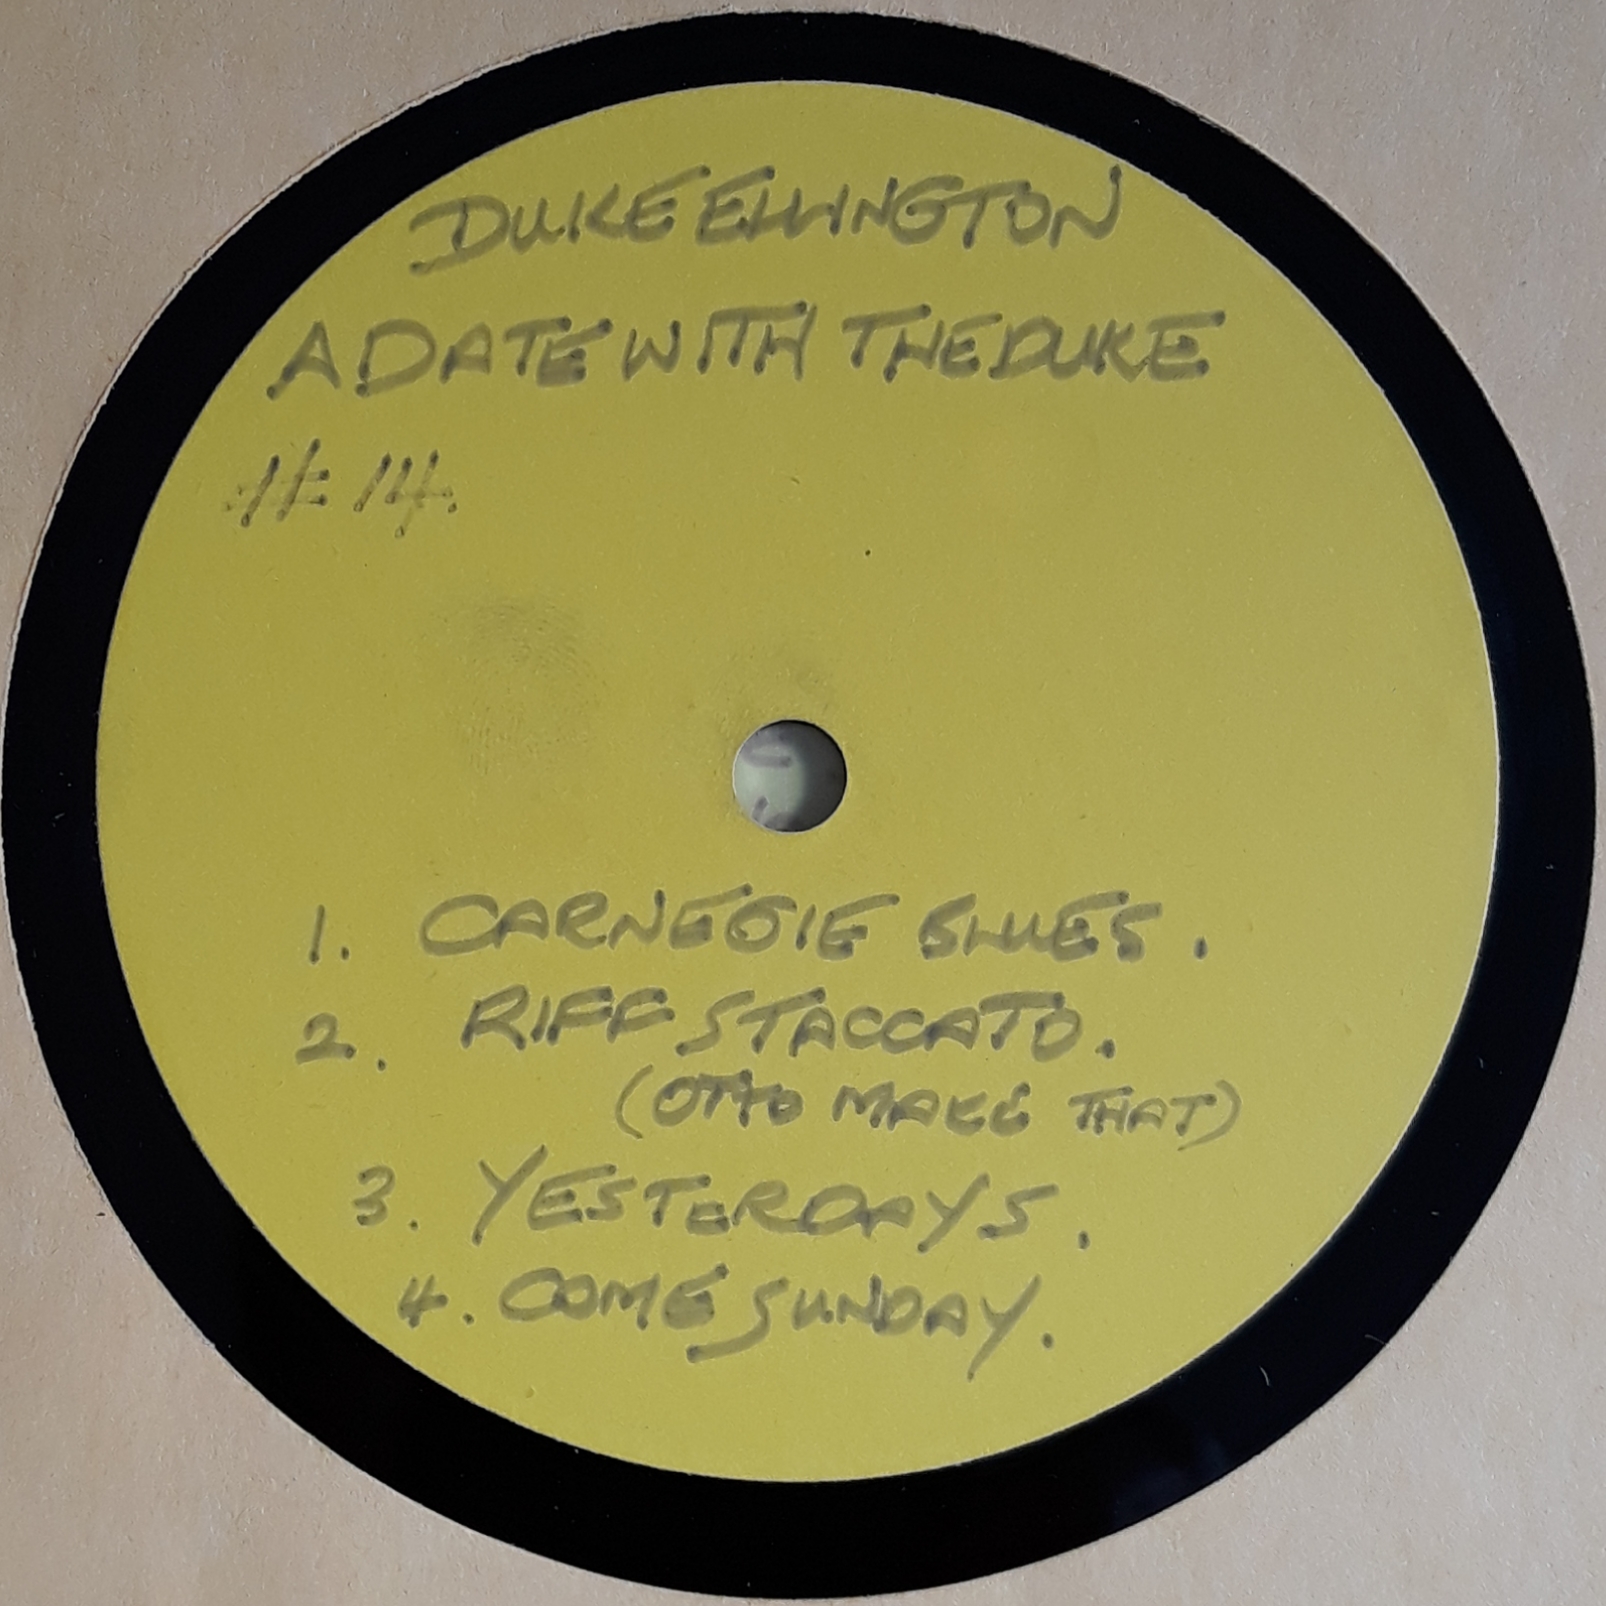 DUKE ELLINGTON
A DATE WITH THE DUKE
# 14.
1. CARNEGIE BLUES.
2. RIFF STACCATO.
(OTTO MAKE THAT)
3. YESTERDAYS.
4. COME SUNDAY.